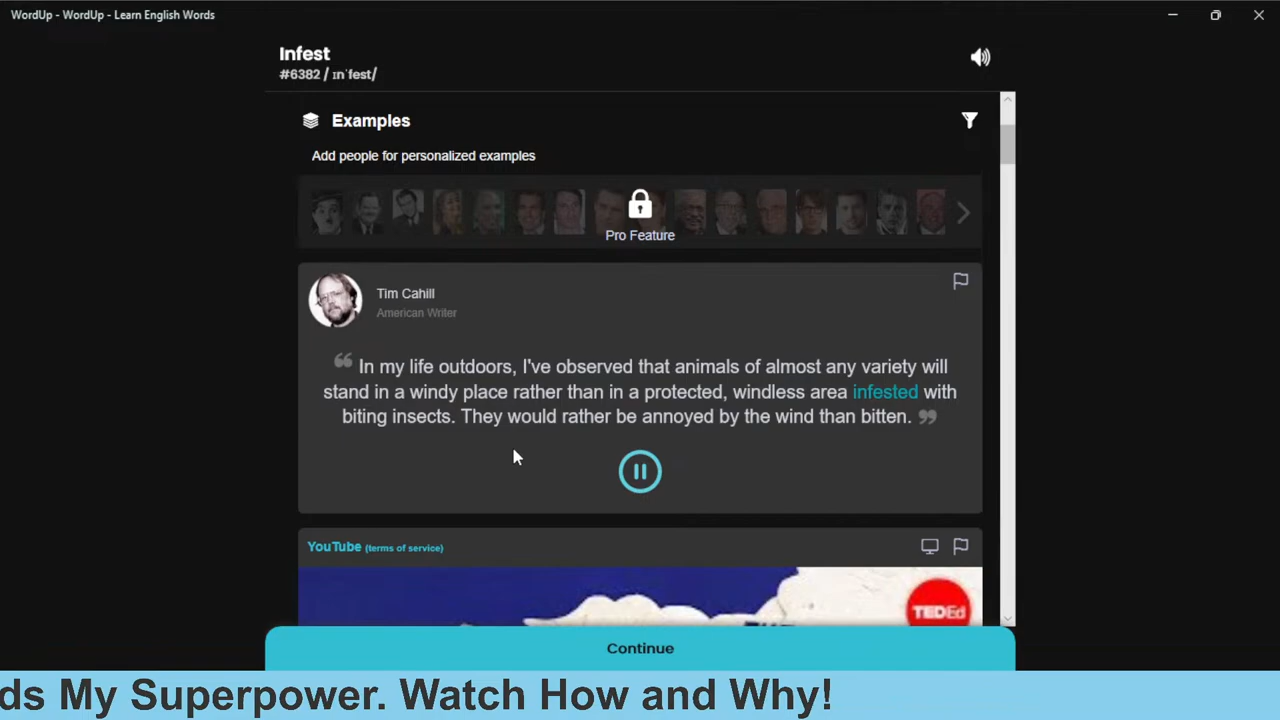 WordUp - WordUp - Learn English Words
Infest
#6382 / ɪnˈfest/
Examples
Add people for personalized examples
Pro Feature
Tim Cahill
American Writer
“ In my life outdoors, I've observed that animals of almost any variety will
stand in a windy place rather than in a protected, windless area infested with
biting insects. They would rather be annoyed by the wind than bitten. ”
YouTube (terms of service)
TEDEd
Continue
ds My Superpower. Watch How and Why!